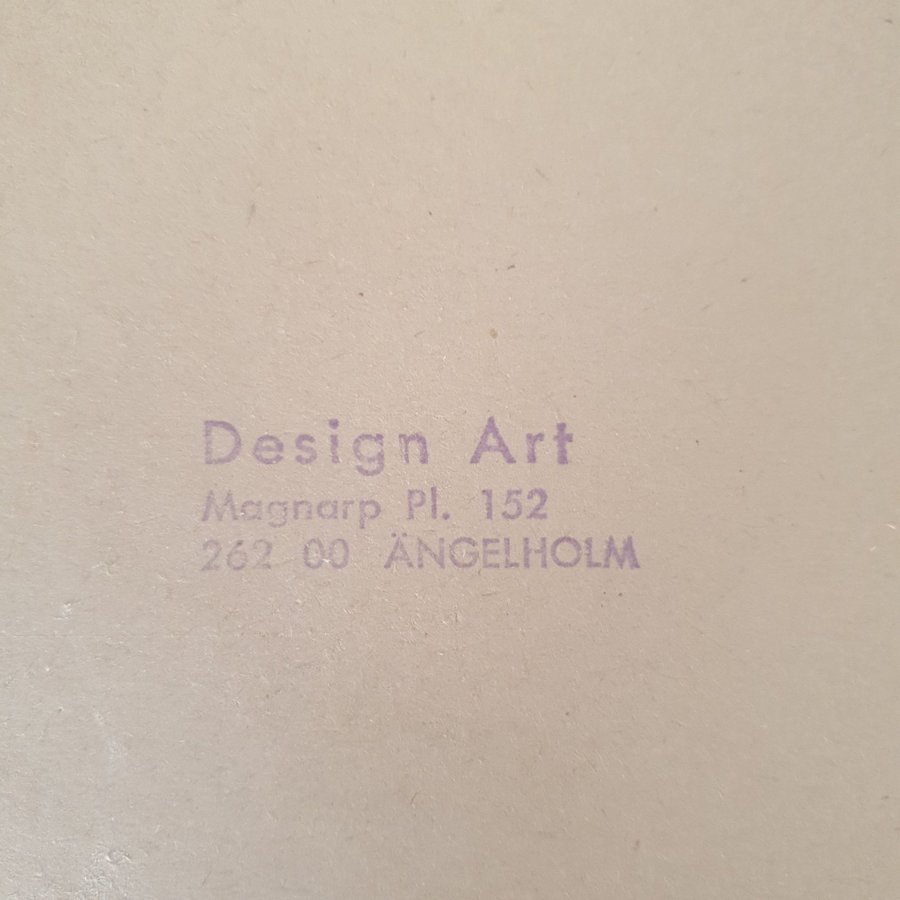 Design Art
Magnarp Pl. 152
262 00 ÄNGELHOLM